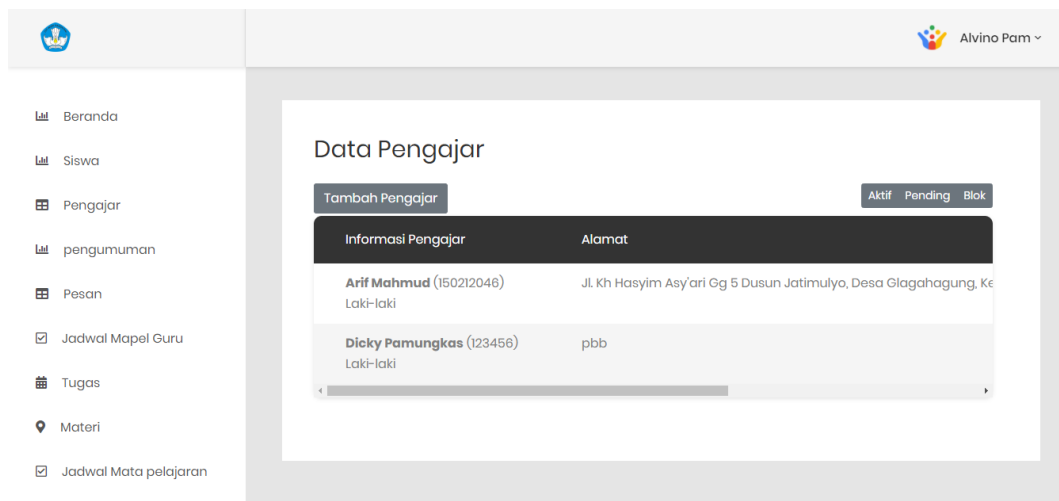 Alvino Pam
Beranda
Siswa
Pengajar
pengumuman
Pesan
Jadwal Mapel Guru
Tugas
Materi
Jadwal Mata pelajaran
Data Pengajar
Tambah Pengajar
Aktif Pending Blok
Informasi Pengajar Alamat
Arif Mahmud (150212046) Jl. Kh Hasyim Asy'ari Gg 5 Dusun Jatimulyo, Desa Glagahagung, Ke
Laki-laki
Dicky Pamungkas (123456) pbb
Laki-laki